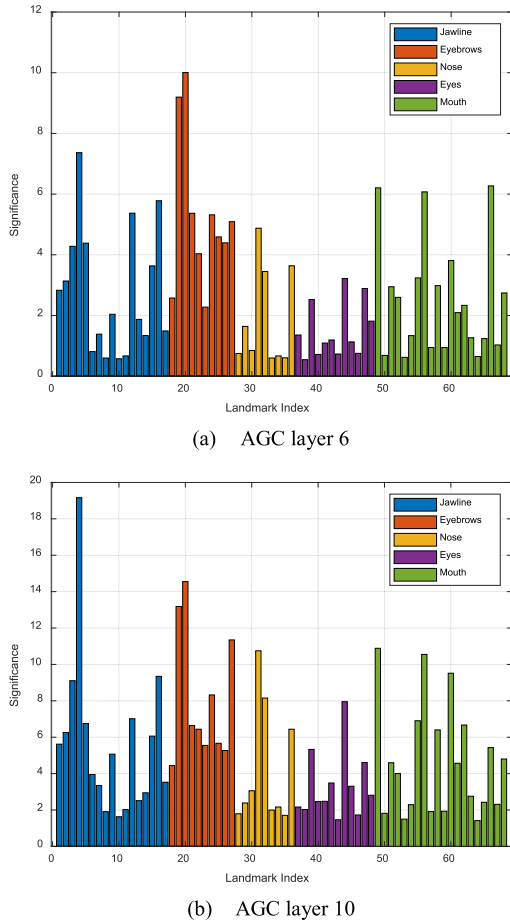 12
10
8
6
4
2
0
Significance
Jawline
Eyebrows
Nose
Eyes
Mouth
0 10 20 30 40 50 60
Landmark Index
(a) AGC layer 6
20
18
16
14
12
10
8
6
4
2
0
Significance
Jawline
Eyebrows
Nose
Eyes
Mouth
0 10 20 30 40 50 60
Landmark Index
(b) AGC layer 10